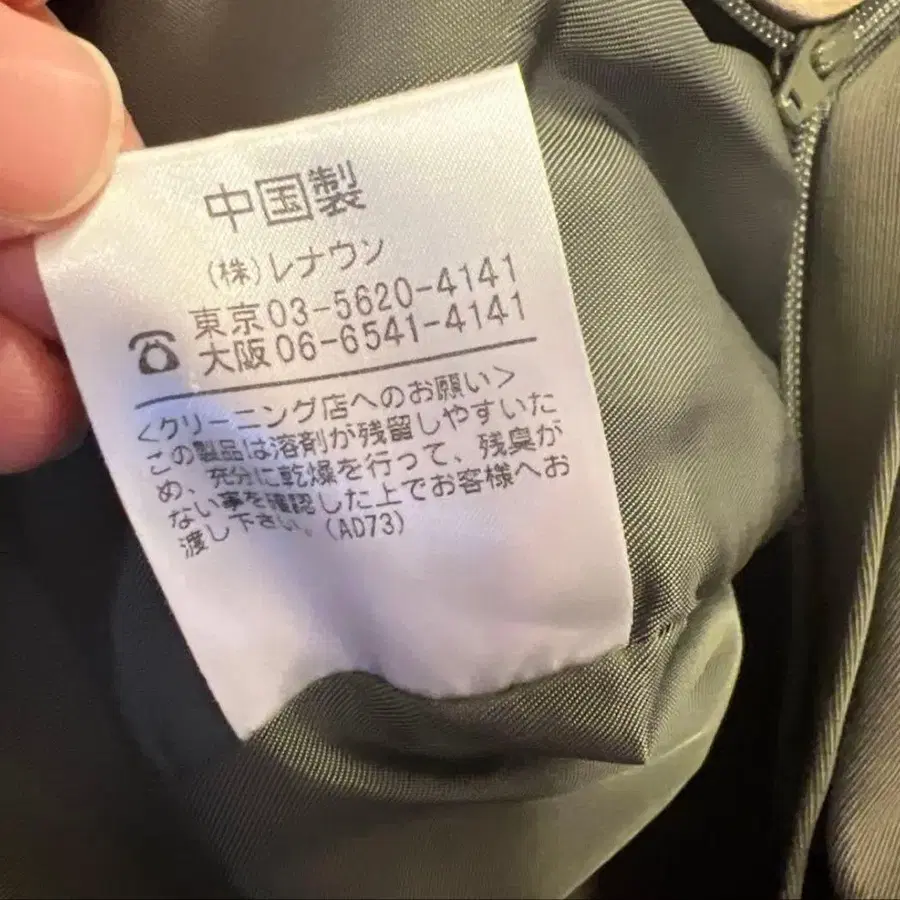 中国製
(株)レナウン
東京03-5620-4141
大阪06-6541-4141
<クリーニング店へのお願い>
この製品は溶剤が残留しやすいた
め、充分に乾燥を行って、残臭が
ない事を確認した上でお客様へお
渡し下さい。(AD73)